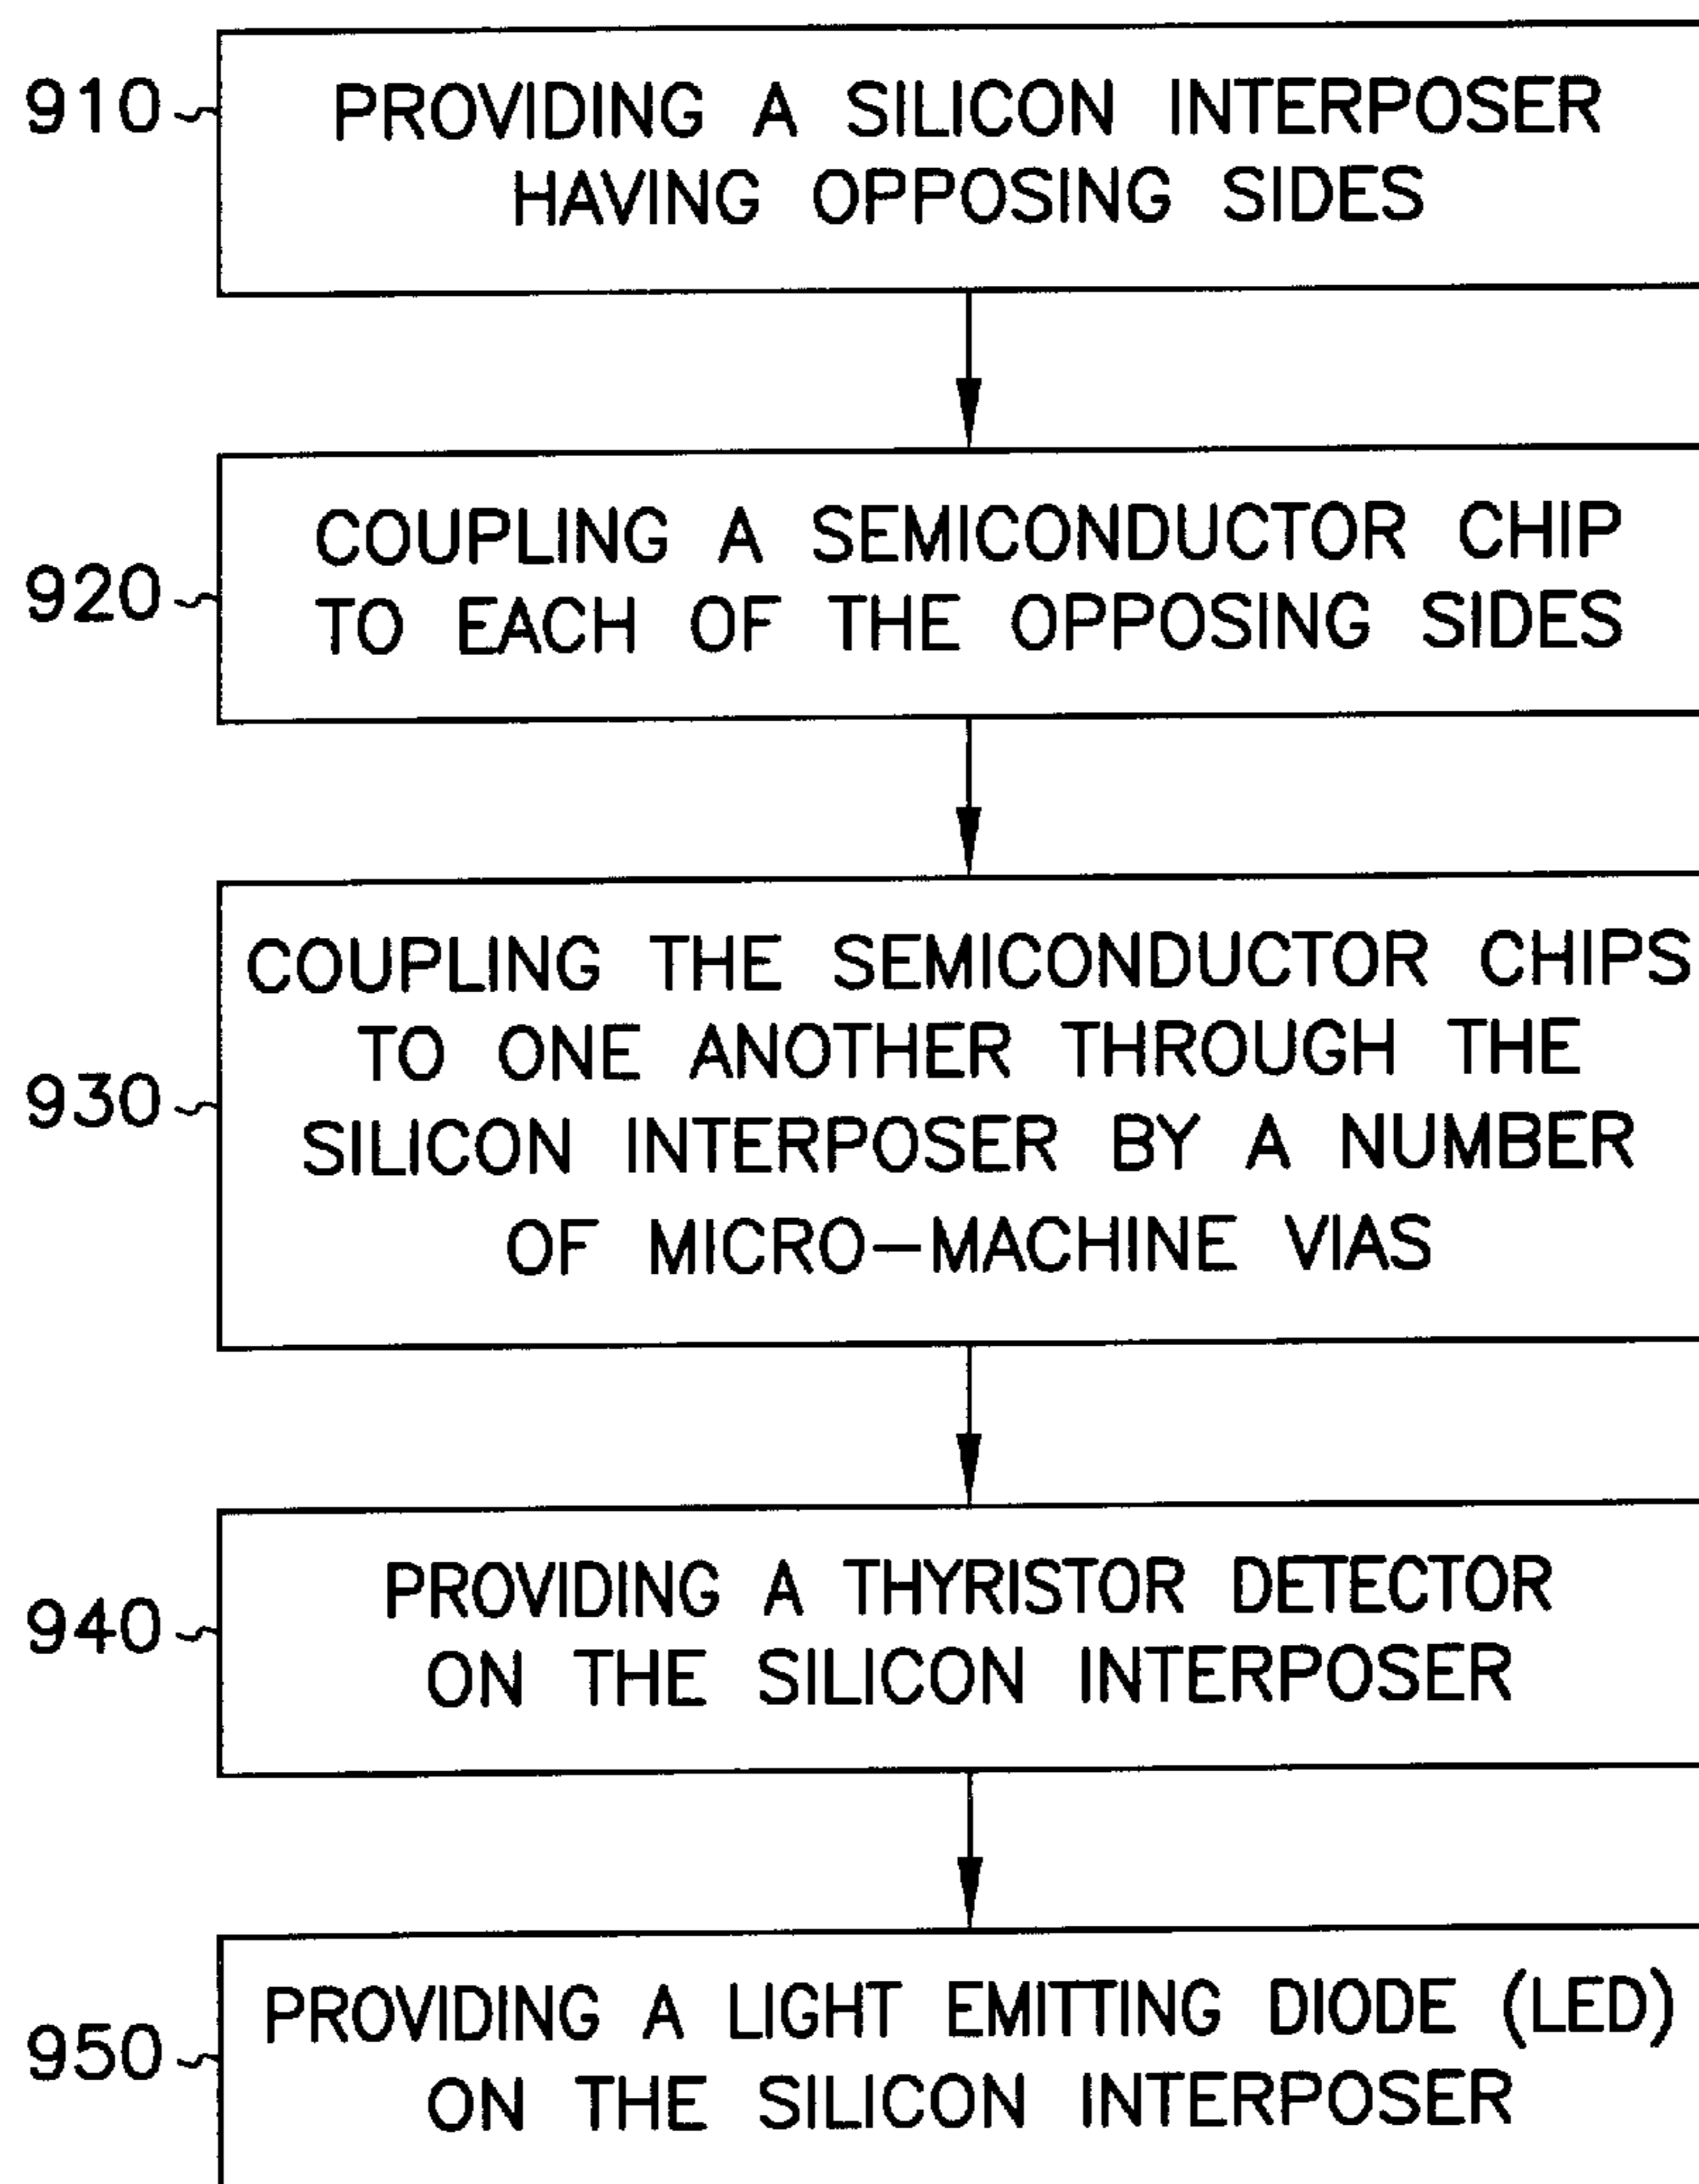 910
PROVIDING A SILICON INTERPOSER
HAVING OPPOSING SIDES
920
COUPLING A SEMICONDUCTOR CHIP
TO EACH OF THE OPPOSING SIDES
930
COUPLING THE SEMICONDUCTOR CHIPS
TO ONE ANOTHER THROUGH THE
SILICON INTERPOSER BY A NUMBER
OF MICRO-MACHINE VIAS
940
PROVIDING A THYRISTOR DETECTOR
ON THE SILICON INTERPOSER
950
PROVIDING A LIGHT EMITTING DIODE (LED)
ON THE SILICON INTERPOSER